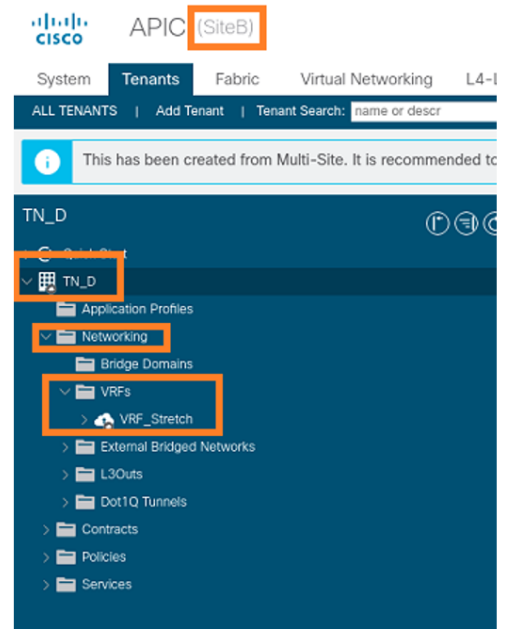 CISCO APIC (SiteB)
System Tenants Fabric Virtual Networking L4-L
ALL TENANTS | Add Tenant | Tenant Search: name or descr
i This has been created from Multi-Site. It is recommended to
TN_D
TN_D
Application Profiles
Networking
Bridge Domains
VRFs
VRF_Stretch
External Bridged Networks
L3Outs
Dot1Q Tunnels
Contracts
Policies
Services